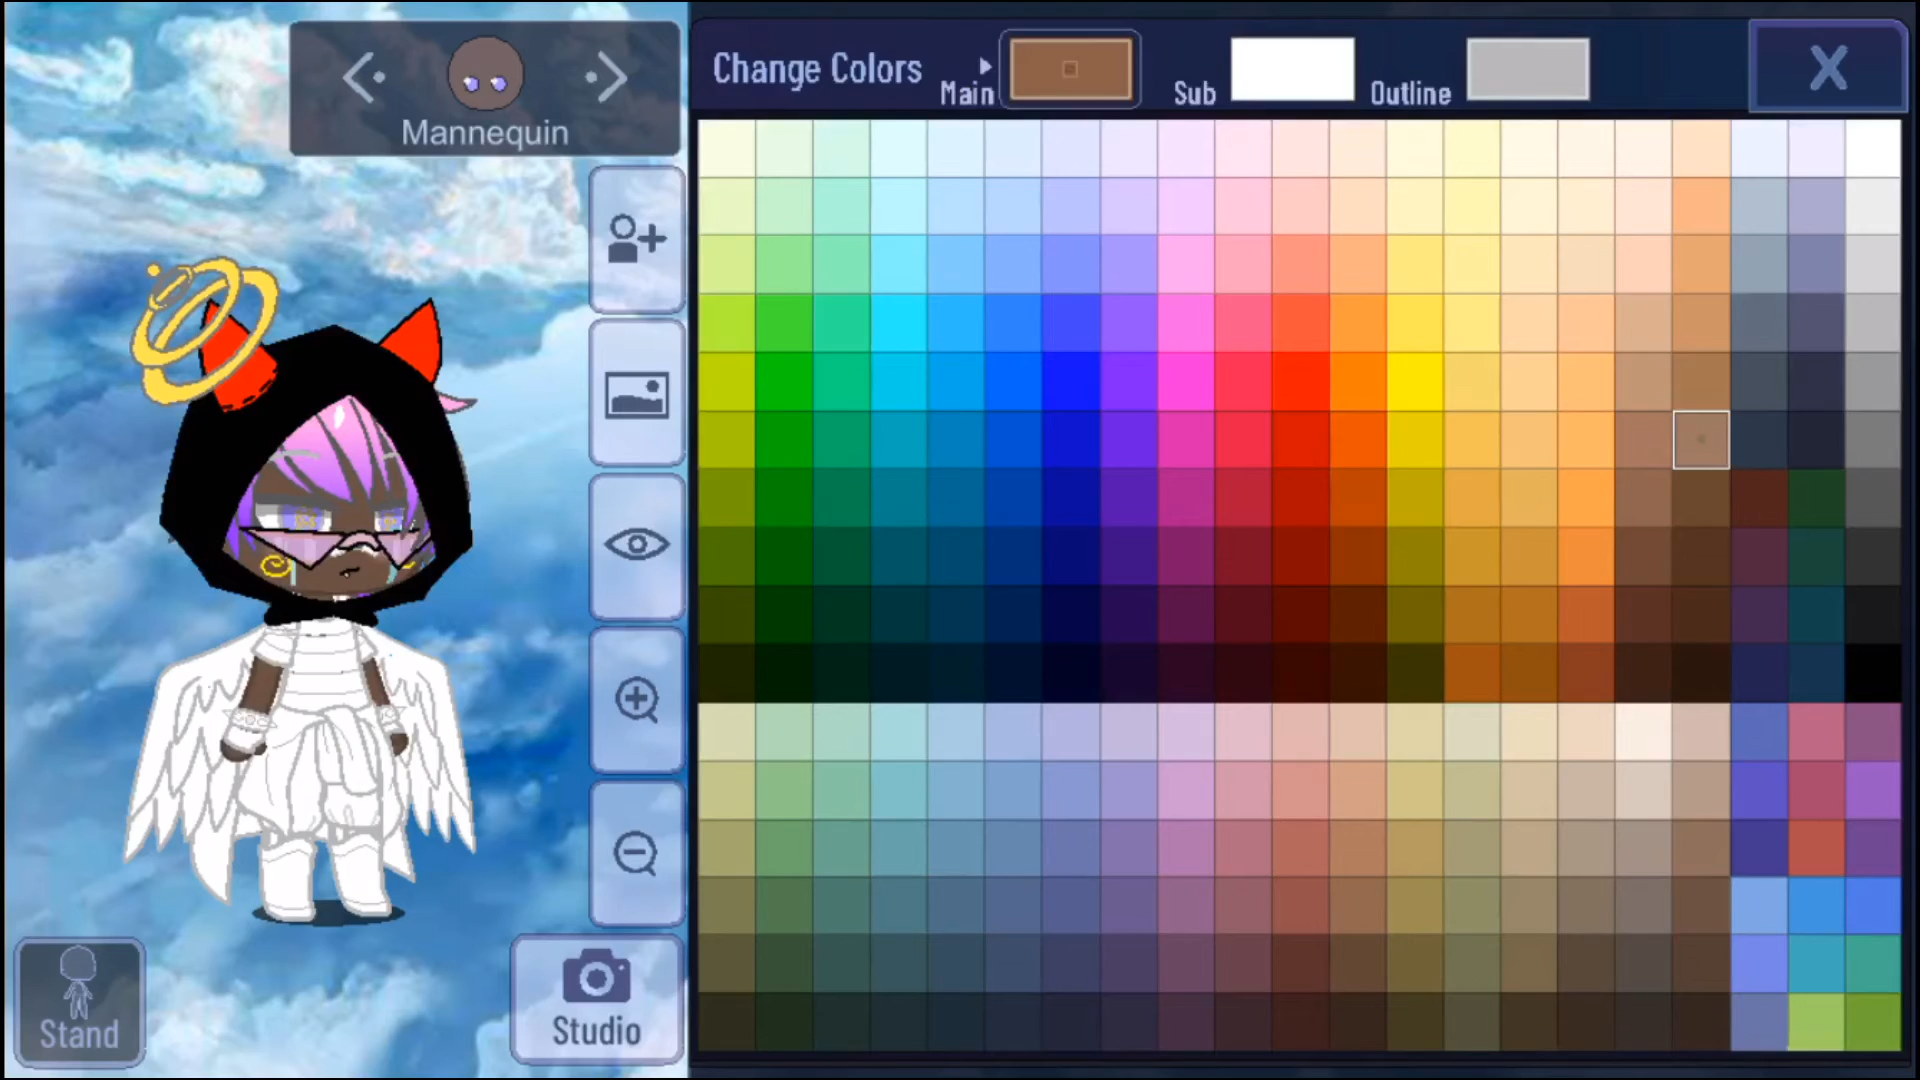 Mannequin
Change Colors
Main
Sub
Outline
X
Stand
Studio